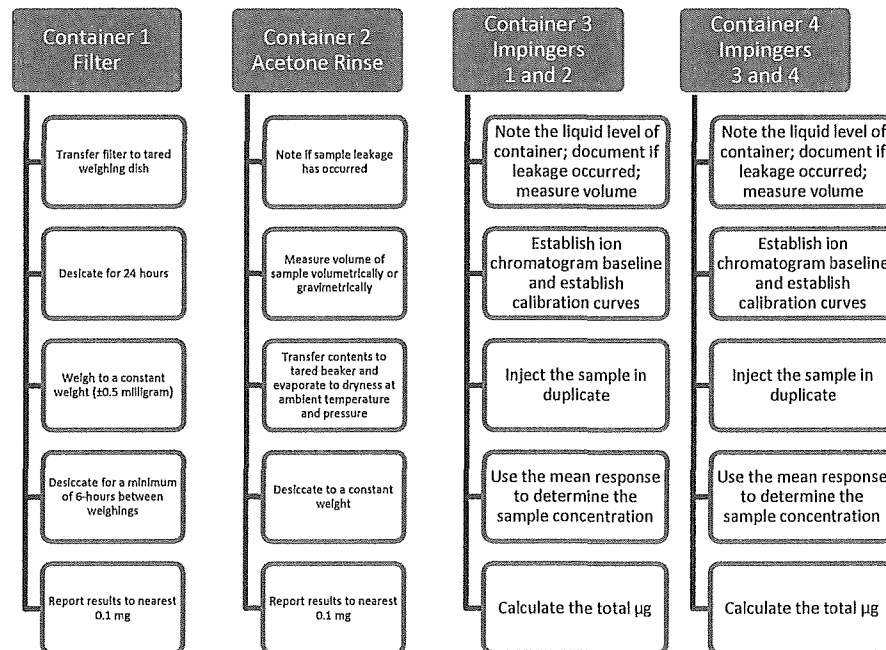 Container 1
Filter
Transfer filter to tared
weighing dish
Desicate for 24 hours
Weigh to a constant
weight (±0.5 milligram)
Desiccate for a minimum
of 6-hours between
weighings
Report results to nearest
0.1 mg
Container 2
Acetone Rinse
Note if sample leakage
has occurred
Measure volume of
sample volumetrically or
gravimetrically
Transfer contents to
tared beaker and
evaporate to dryness at
ambient temperature
and pressure
Desiccate to a constant
weight
Report results to nearest
0.1 mg
Container 3
Impingers
1 and 2
Note the liquid level of
container; document if
leakage occurred;
measure volume
Establish ion
chromatogram baseline
and establish
calibration curves
Inject the sample in
duplicate
Use the mean response
to determine the
sample concentration
Calculate the total µg
Container 4
Impingers
3 and 4
Note the liquid level of
container; document if
leakage occurred;
measure volume
Establish ion
chromatogram baseline
and establish
calibration curves
Inject the sample in
duplicate
Use the mean response
to determine the
sample concentration
Calculate the total µg